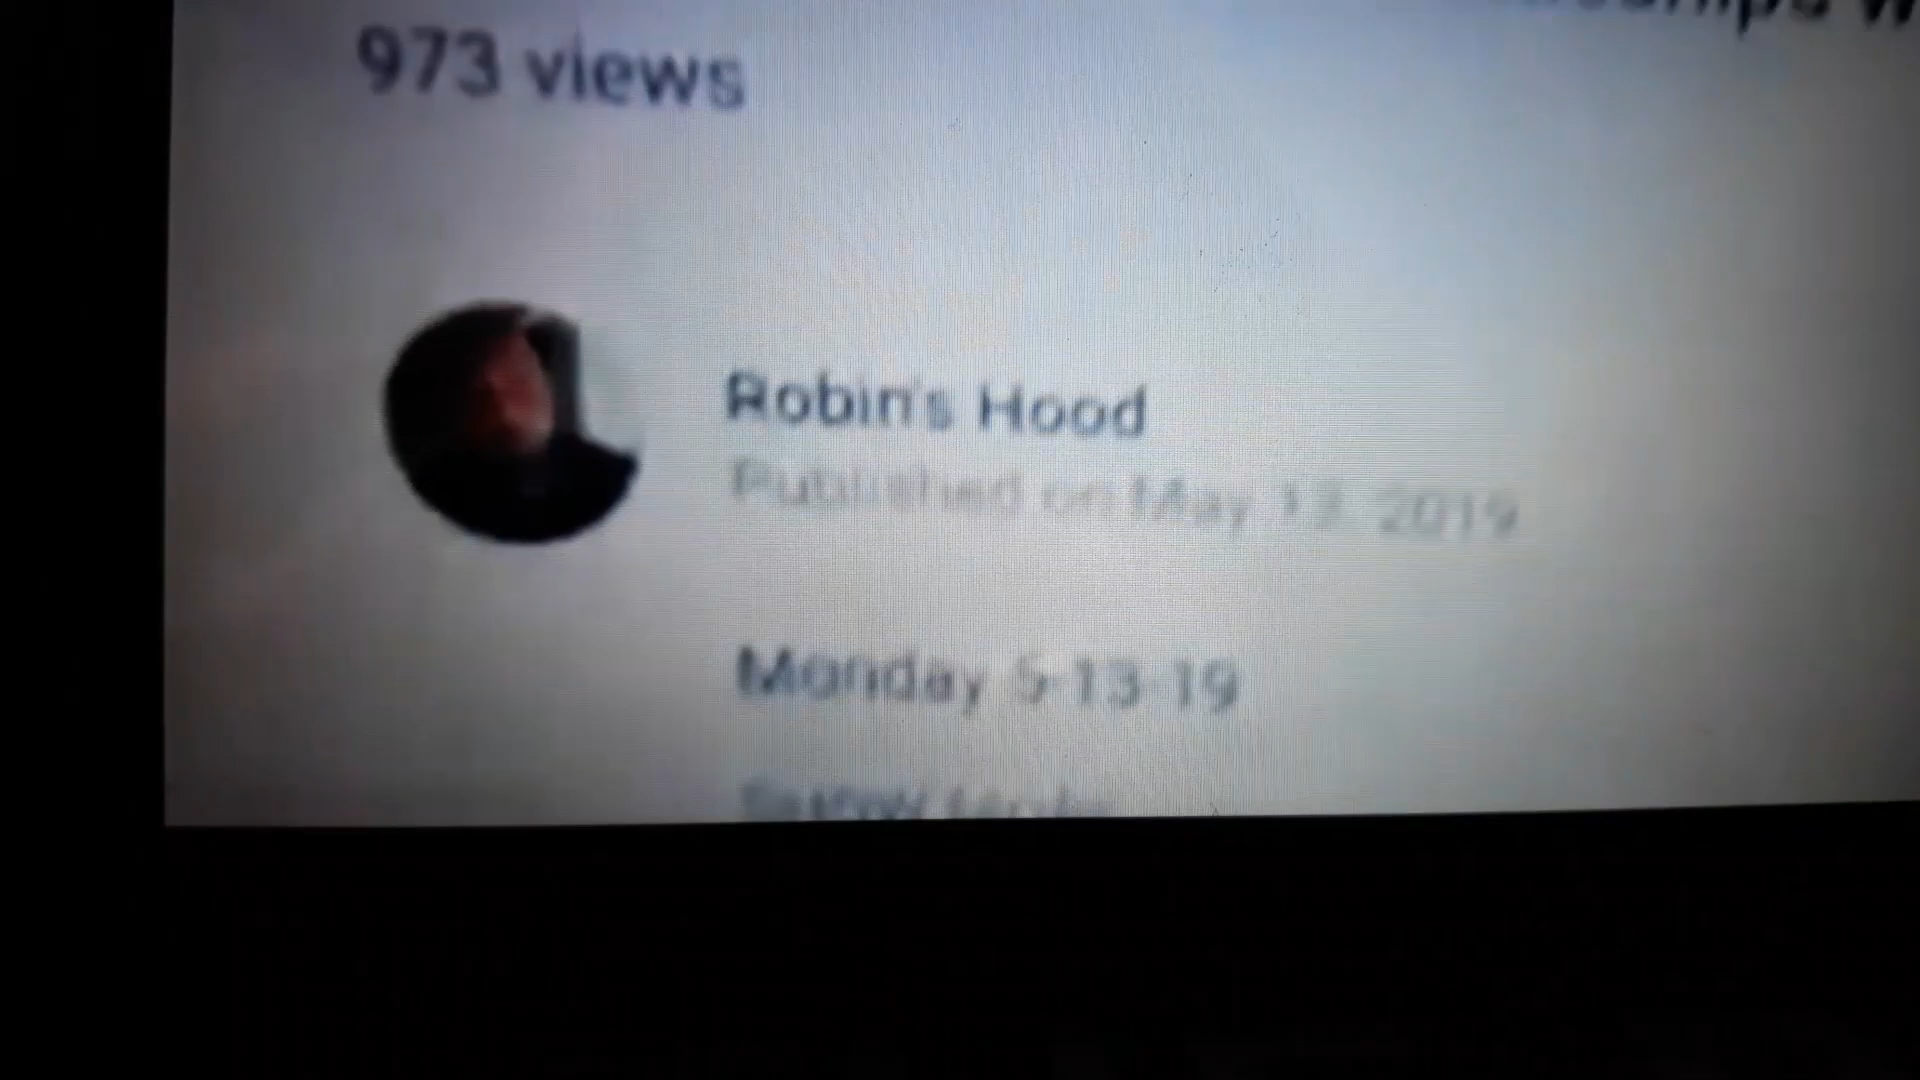 973 views
Robin's Hood
Published on May 13, 2019
Monday 5-13-19